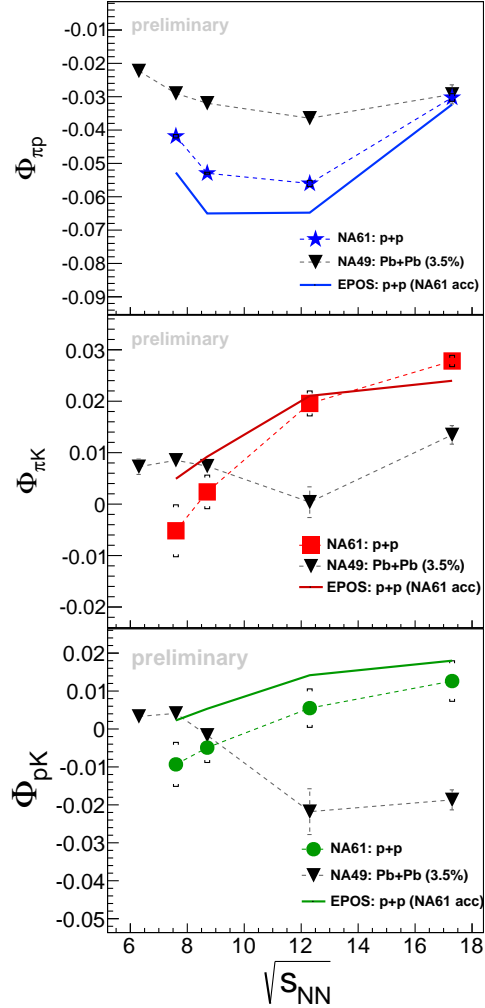 preliminary
-0.01
-0.02
-0.03
-0.04
-0.05
-0.06
-0.07
-0.08
-0.09
Φπp
NA61: p+p
NA49: Pb+Pb (3.5%)
EPOS: p+p (NA61 acc)
preliminary
0.03
0.02
0.01
0
-0.01
-0.02
ΦπK
NA61: p+p
NA49: Pb+Pb (3.5%)
EPOS: p+p (NA61 acc)
preliminary
0.02
0.01
0
-0.01
-0.02
-0.03
-0.04
-0.05
ΦpK
NA61: p+p
NA49: Pb+Pb (3.5%)
EPOS: p+p (NA61 acc)
6 8 10 12 14 16 18
√sNN